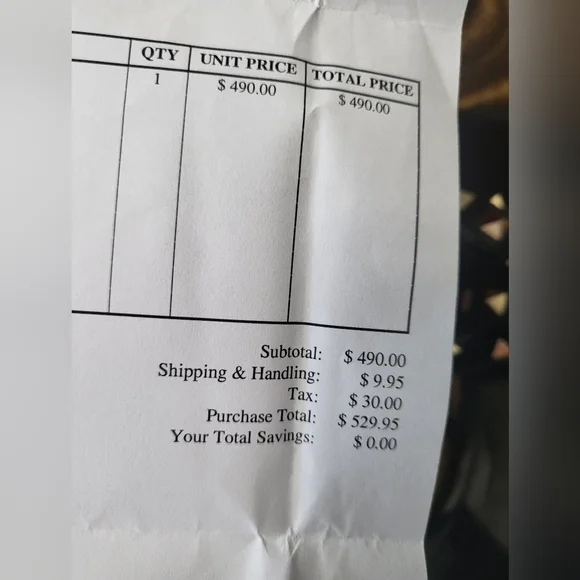 QTY UNIT PRICE TOTAL PRICE
1 $ 490.00 $ 490.00
Subtotal: $ 490.00
Shipping & Handling: $ 9.95
Tax: $ 30.00
Purchase Total: $ 529.95
Your Total Savings: $ 0.00